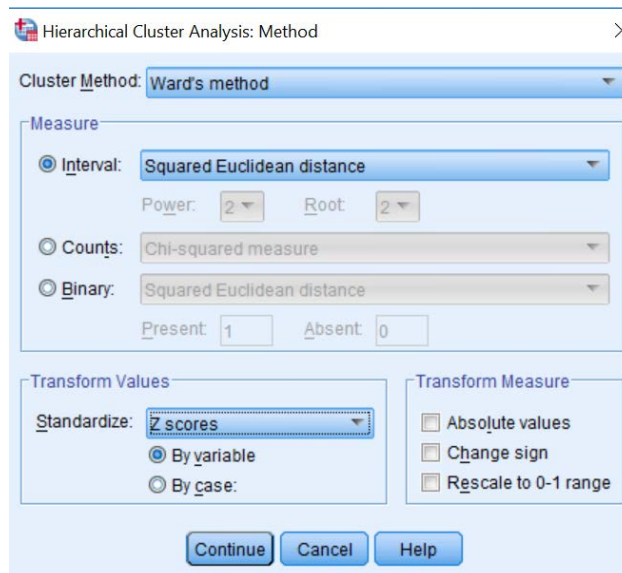 Hierarchical Cluster Analysis: Method
Cluster Method: Ward's method
Measure
Interval: Squared Euclidean distance
Power: 2 Root: 2
Counts: Chi-squared measure
Binary: Squared Euclidean distance
Present: 1 Absent: 0
Transform Values
Standardize: Z scores
By variable
By case:
Transform Measure
Absolute values
Change sign
Rescale to 0-1 range
Continue Cancel Help